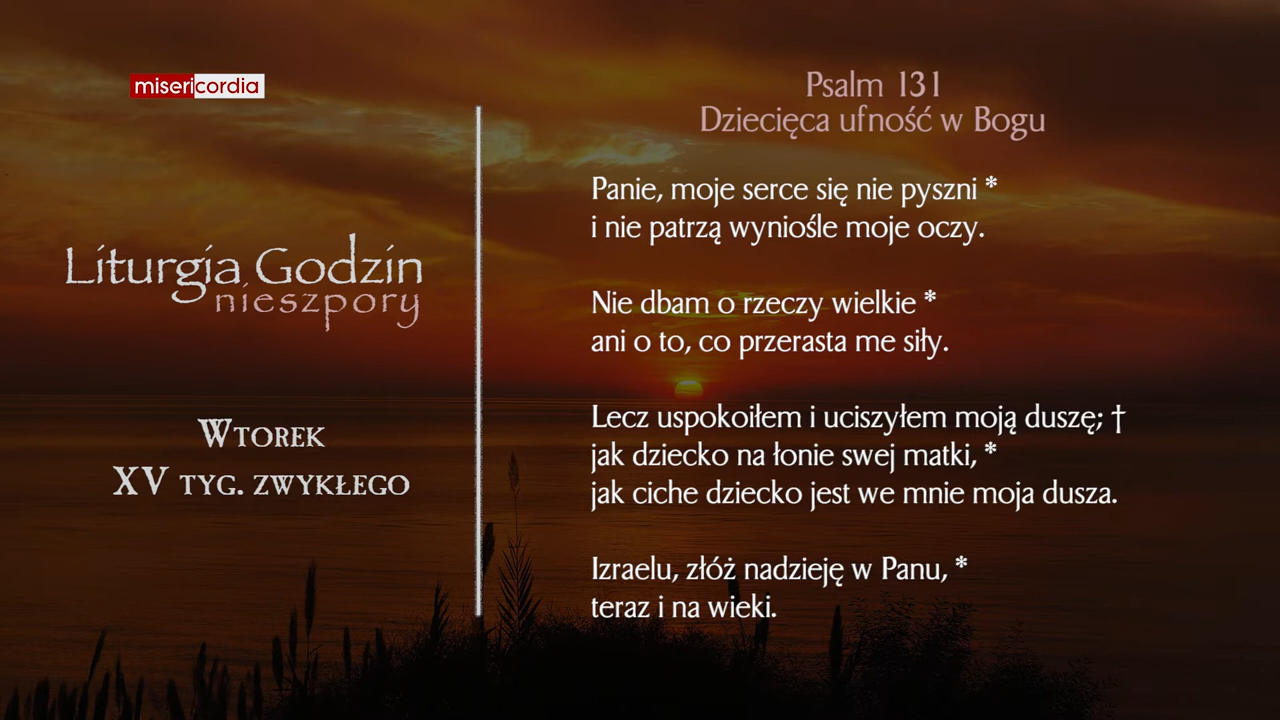 misericordia
Liturgia Godzin
nieszpory
Wtorek
XV tyg. zwykłego
Psalm 131
Dziecięca ufność w Bogu
Panie, moje serce się nie pyszni *
i nie patrzą wyniośle moje oczy.
Nie dbam o rzeczy wielkie *
ani o to, co przerasta me siły.
Lecz uspokoiłem i uciszyłem moją duszę; †
jak dziecko na łonie swej matki, *
jak ciche dziecko jest we mnie moja dusza.
Izraelu, złóż nadzieję w Panu, *
teraz i na wieki.